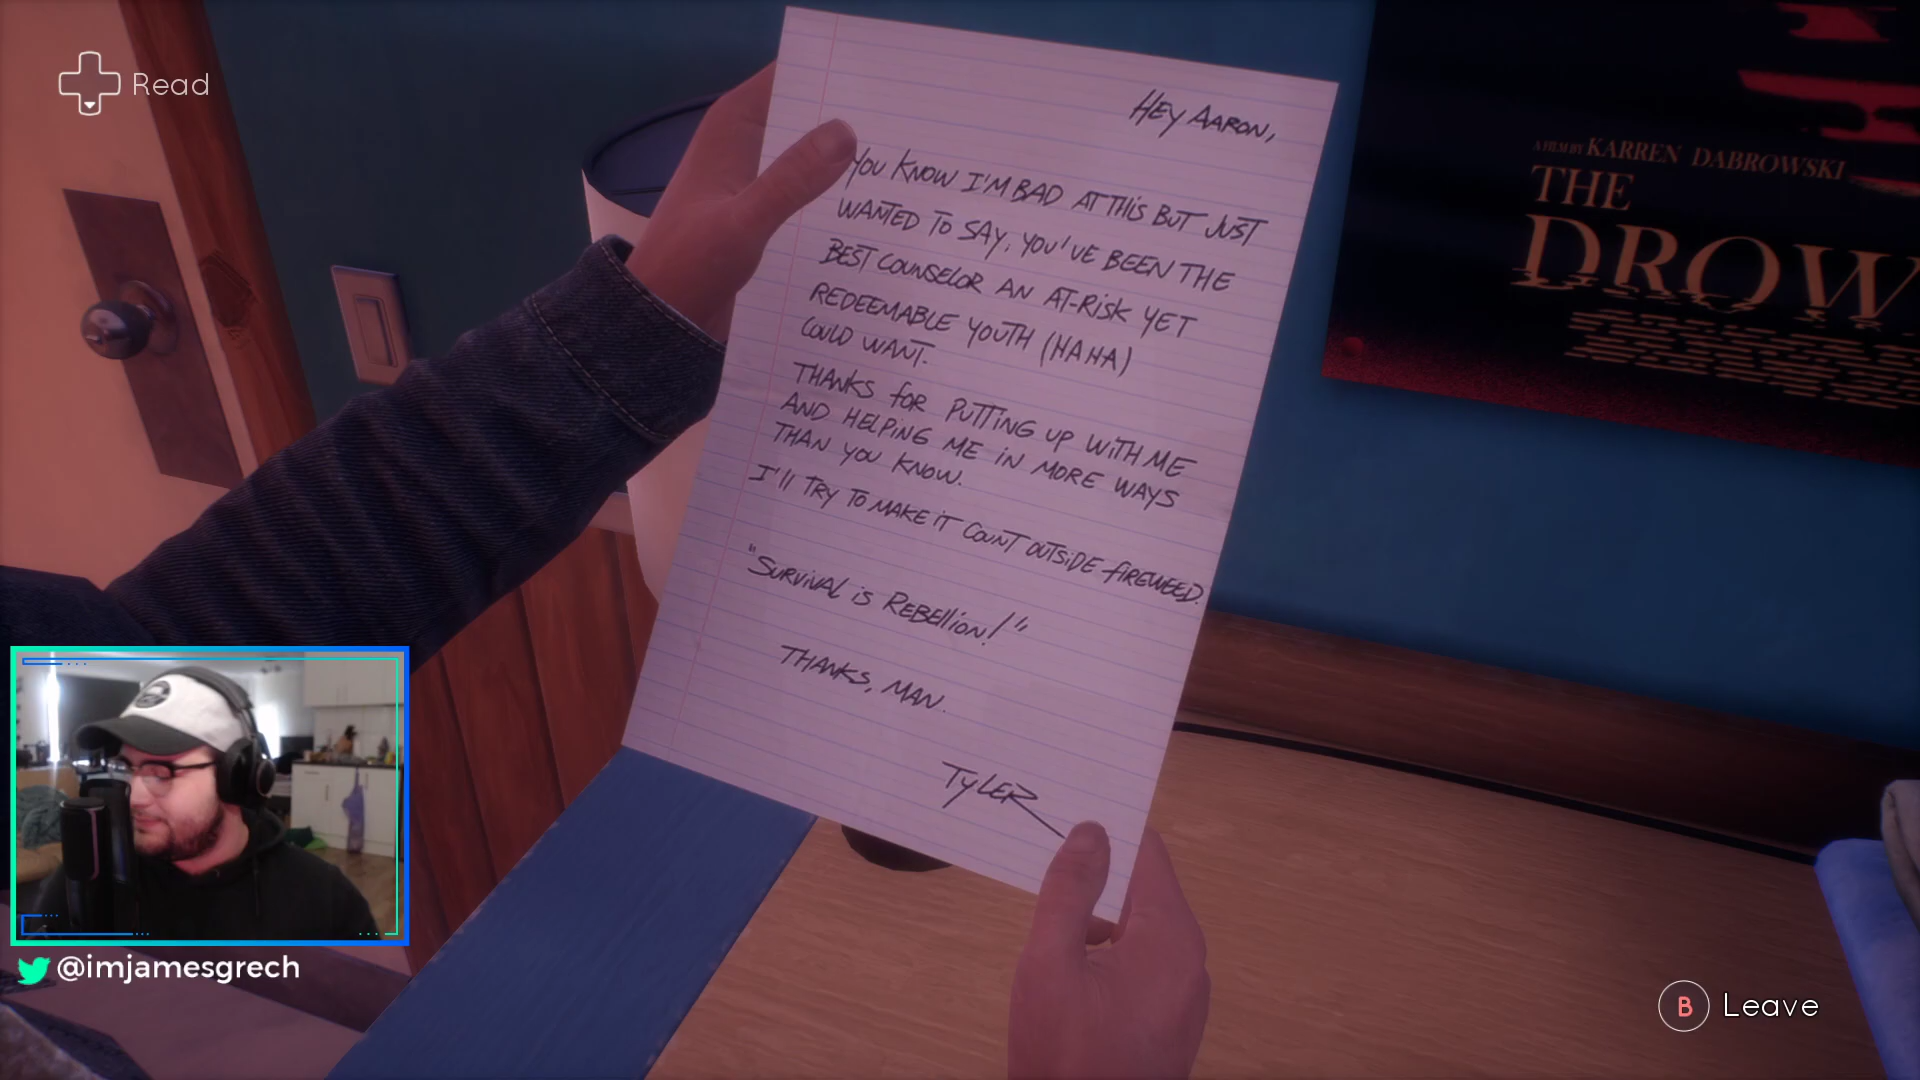 Read
HEY AARON,
YOU KNOW I'M BAD AT THIS BUT JUST
WANTED TO SAY, YOU'VE BEEN THE
BEST COUNSELOR AN AT-RISK YET
REDEEMABLE YOUTH (HAHA)
COULD WANT.
THANKS FOR PUTTING UP WITH ME
AND HELPING ME IN MORE WAYS
THAN YOU KNOW.
I'll TRY TO MAKE IT COUNT OUTSIDE FIREWEED.
"SURVIVAL IS REBELLION!"
THANKS, MAN.
TYLER
A FILM BY KARREN DABROWSKI
THE
DROW
@imjamesgrech
B Leave